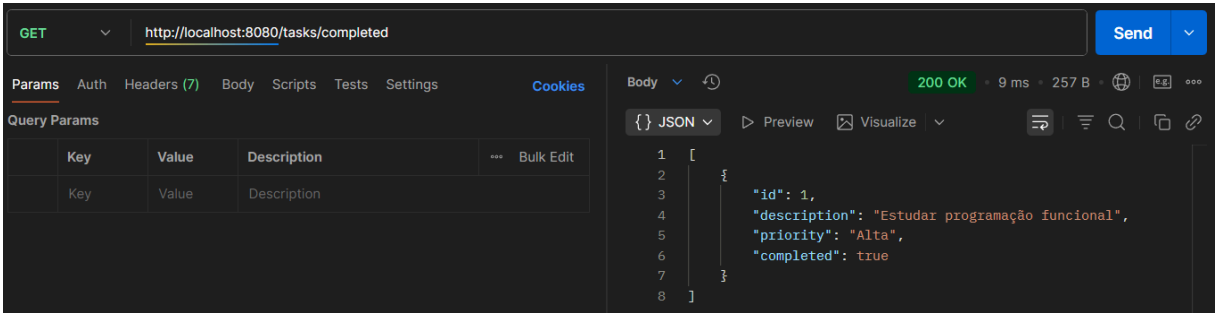 GET http://localhost:8080/tasks/completed Send
Params Auth Headers (7) Body Scripts Tests Settings Cookies
Query Params
Key Value Description Bulk Edit
Key Value Description
Body 200 OK • 9 ms • 257 B e.g.
{} JSON Preview Visualize
1 [
2 {
3 "id": 1,
4 "description": "Estudar programação funcional",
5 "priority": "Alta",
6 "completed": true
7 }
8 ]